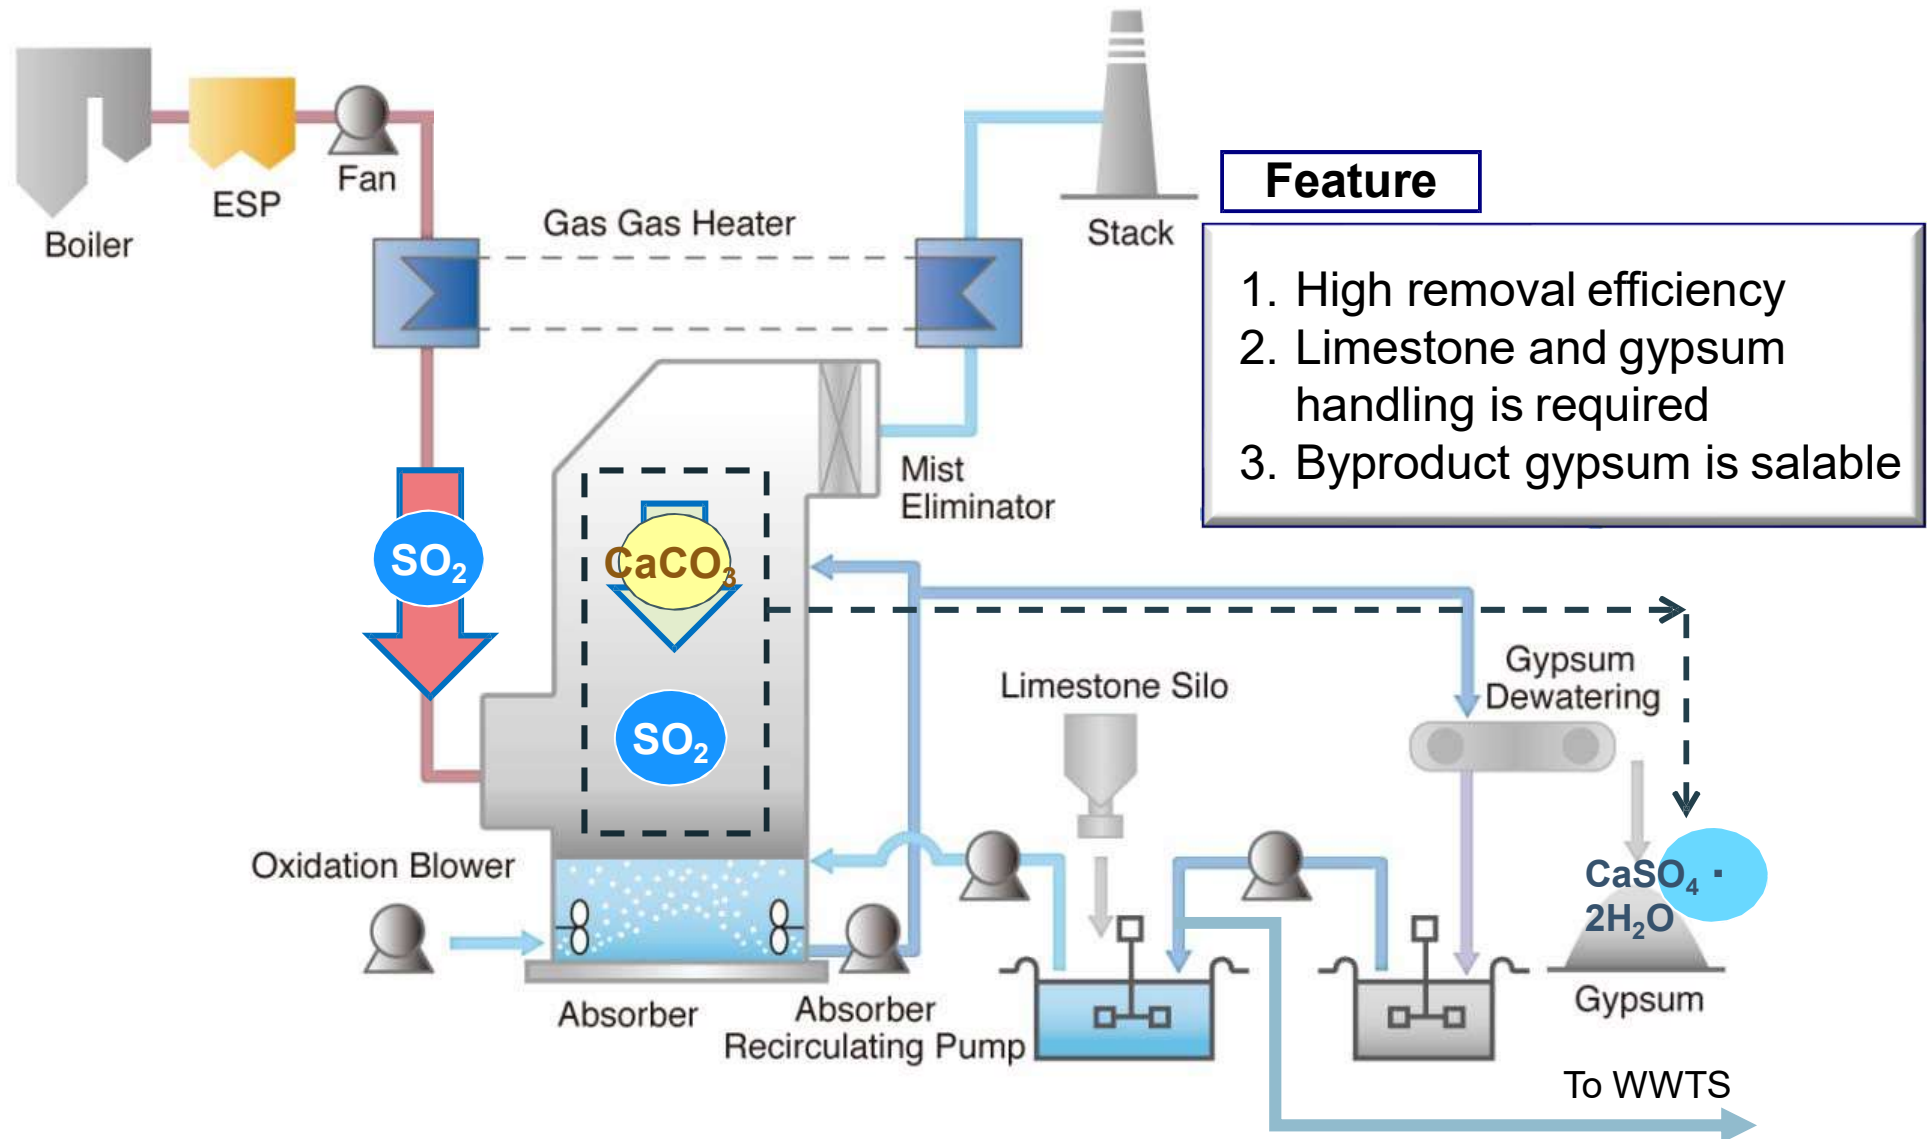 Boiler
ESP
Fan
Gas Gas Heater
Stack
Feature
1. High removal efficiency
2. Limestone and gypsum
handling is required
3. Byproduct gypsum is salable
Mist
Eliminator
SO₂
CaCO₃
SO₂
Limestone Silo
Gypsum
Dewatering
Oxidation Blower
CaSO₄ ·
2H₂O
Gypsum
Absorber
Absorber
Recirculating Pump
To WWTS